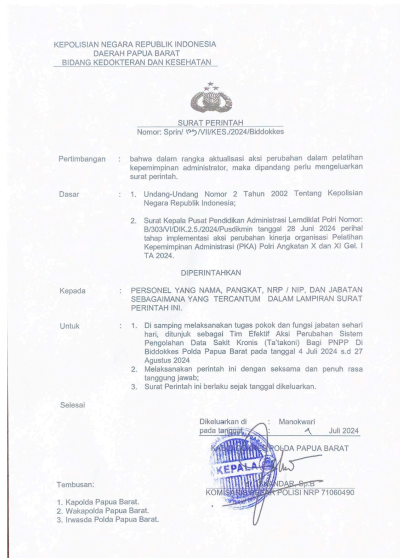 KEPOLISIAN NEGARA REPUBLIK INDONESIA
DAERAH PAPUA BARAT
BIDANG KEDOKTERAN DAN KESEHATAN
SURAT PERINTAH
Nomor: Sprin/ /VII/KES./2024/Biddokkes
Pertimbangan : bahwa dalam rangka aktualisasi aksi perubahan dalam pelatihan
kepemimpinan administrator, maka dipandang perlu mengeluarkan
surat perintah.
Dasar : 1. Undang-Undang Nomor 2 Tahun 2002 Tentang Kepolisian
Negara Republik Indonesia;
2. Surat Kepala Pusat Pendidikan Administrasi Lemdiklat Polri Nomor:
B/303/VI/DIK.2.5./2024/Pusdikmin tanggal 28 Juni 2024 perihal
tahap implementasi aksi perubahan kinerja organisasi Pelatihan
Kepemimpinan Administrasi (PKA) Polri Angkatan X dan XI Gel. I
TA 2024.
DIPERINTAHKAN
Kepada : PERSONEL YANG NAMA, PANGKAT, NRP / NIP, DAN JABATAN
SEBAGAIMANA YANG TERCANTUM DALAM LAMPIRAN SURAT
PERINTAH INI.
Untuk : 1. Di samping melaksanakan tugas pokok dan fungsi jabatan sehari
hari, ditunjuk sebagai Tim Efektif Aksi Perubahan Sistem
Pengolahan Data Sakit Kronis (Ta'takoni) Bagi PNPP Di
Biddokkes Polda Papua Barat pada tanggal 4 Juli 2024 s.d 27
Agustus 2024
2. Melaksanakan perintah ini dengan seksama dan penuh rasa
tanggung jawab;
3. Surat Perintah ini berlaku sejak tanggal dikeluarkan.
Selesai
Dikeluarkan di : Manokwari
pada tanggal : Juli 2024
POLDA PAPUA BARAT
KEPALA
ISKANDAR, Sp.B
KOMISARIS BESAR POLISI NRP 71060490
Tembusan:
1. Kapolda Papua Barat.
2. Wakapolda Papua Barat.
3. Irwasda Polda Papua Barat.